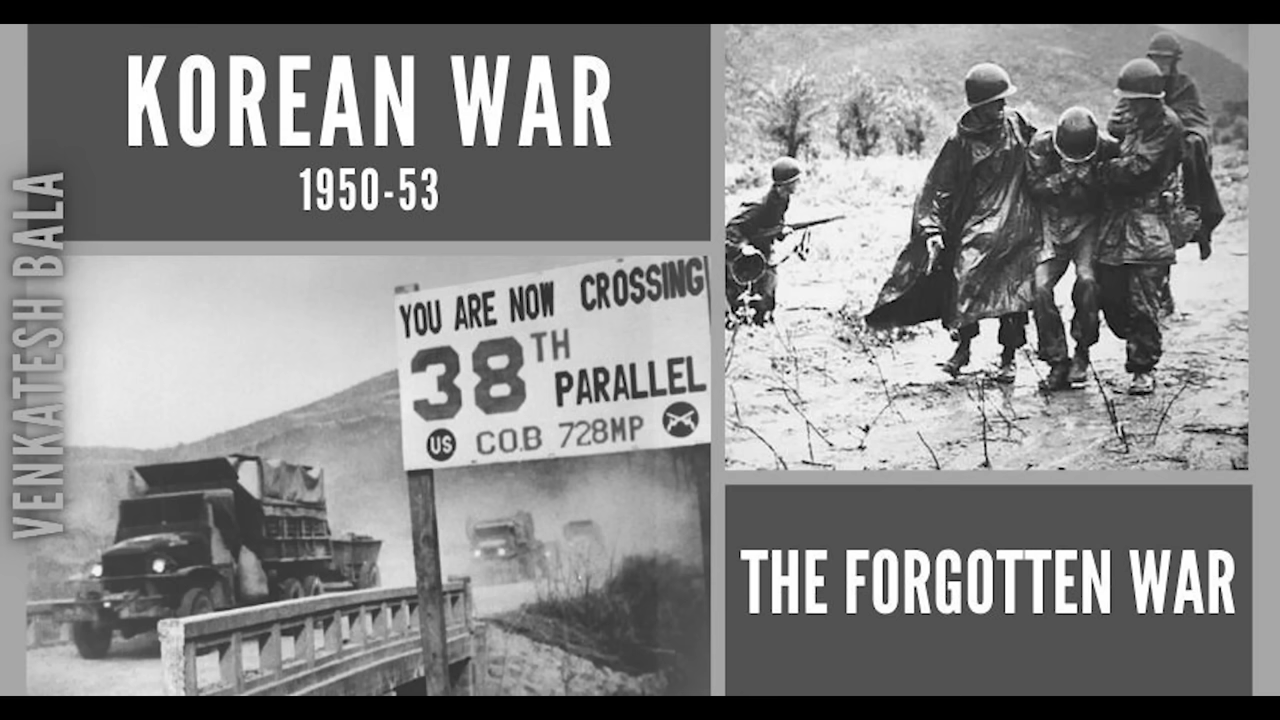 KOREAN WAR
1950-53
VENKATESH BALA
YOU ARE NOW CROSSING
38TH
PARALLEL
US C.O.B 728MP
THE FORGOTTEN WAR